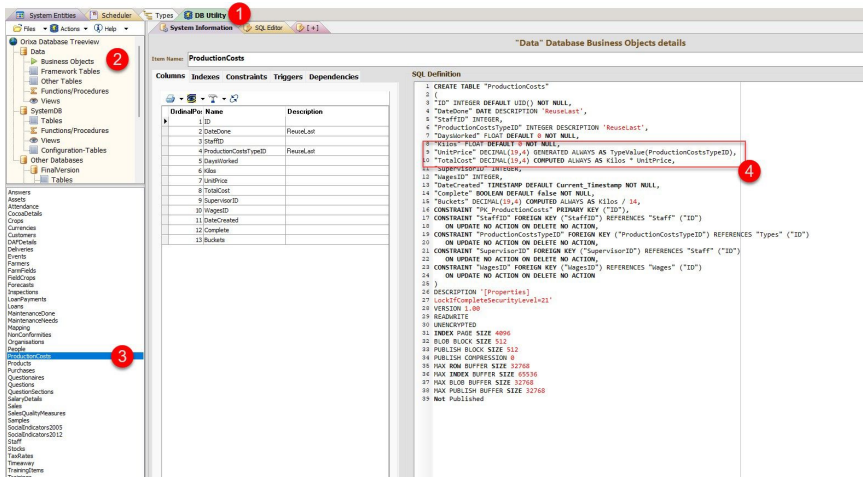 System Entities
Scheduler
Types
DB Utility
1
Files
Actions
Help
System Information
SQL Editor
[ + ]
Orixa Database Treeview
Data
Business Objects
2
Framework Tables
Other Tables
Functions/Procedures
Views
SystemDB
Tables
Functions/Procedures
Views
Configuration-Tables
Other Databases
FinalVersion
Tables
Answers
Assets
Attendance
CocoaDetails
Crops
Currencies
Customers
DAPDetails
Deliveries
Events
Farmers
FarmFields
FieldCrops
Forecasts
Inspections
LoanPayments
Loans
MaintenanceDone
MaintenanceNeeds
Mapping
NonConformities
Organisations
People
ProductionCosts
3
Products
Purchases
Questionaires
Questions
QuestionSections
SalaryDetails
Sales
SalesQualityMeasures
Samples
SocialIndicators2005
SocialIndicators2012
Staff
Stocks
TaxRates
Timeaway
TrainingItems
"Data" Database Business Objects details
Item Name: ProductionCosts
Columns Indexes Constraints Triggers Dependencies
OrdinalPos Name Description
1 ID
2 DateDone ReuseLast
3 StaffID
4 ProductionCostsTypeID ReuseLast
5 DaysWorked
6 Kilos
7 UnitPrice
8 TotalCost
9 SupervisorID
10 WagesID
11 DateCreated
12 Complete
13 Buckets
SQL Definition
1 CREATE TABLE "ProductionCosts"
2 (
3 "ID" INTEGER DEFAULT UID() NOT NULL,
4 "DateDone" DATE DESCRIPTION 'ReuseLast',
5 "StaffID" INTEGER,
6 "ProductionCostsTypeID" INTEGER DESCRIPTION 'ReuseLast',
7 "DaysWorked" FLOAT DEFAULT 0 NOT NULL,
8 "Kilos" FLOAT DEFAULT 0 NOT NULL,
9 "UnitPrice" DECIMAL(19,4) GENERATED ALWAYS AS TypeValue(ProductionCostsTypeID),
10 "TotalCost" DECIMAL(19,4) COMPUTED ALWAYS AS Kilos * UnitPrice,
4
11 "SupervisorID" INTEGER,
12 "WagesID" INTEGER,
13 "DateCreated" TIMESTAMP DEFAULT Current_Timestamp NOT NULL,
14 "Complete" BOOLEAN DEFAULT false NOT NULL,
15 "Buckets" DECIMAL(19,4) COMPUTED ALWAYS AS Kilos / 14,
16 CONSTRAINT "PK_ProductionCosts" PRIMARY KEY ("ID"),
17 CONSTRAINT "StaffID" FOREIGN KEY ("StaffID") REFERENCES "Staff" ("ID")
18 ON UPDATE NO ACTION ON DELETE NO ACTION,
19 CONSTRAINT "ProductionCostsTypeID" FOREIGN KEY ("ProductionCostsTypeID") REFERENCES "Types" ("ID")
20 ON UPDATE NO ACTION ON DELETE NO ACTION,
21 CONSTRAINT "SupervisorID" FOREIGN KEY ("SupervisorID") REFERENCES "Staff" ("ID")
22 ON UPDATE NO ACTION ON DELETE NO ACTION,
23 CONSTRAINT "WagesID" FOREIGN KEY ("WagesID") REFERENCES "Wages" ("ID")
24 ON UPDATE NO ACTION ON DELETE NO ACTION
25 )
26 DESCRIPTION '[Properties]
27 LockIfCompleteSecurityLevel=21'
28 VERSION 1.00
29 READWRITE
30 UNENCRYPTED
31 INDEX PAGE SIZE 4096
32 BLOB BLOCK SIZE 512
33 PUBLISH BLOCK SIZE 512
34 PUBLISH COMPRESSION 0
35 MAX ROW BUFFER SIZE 32768
36 MAX INDEX BUFFER SIZE 65536
37 MAX BLOB BUFFER SIZE 32768
38 MAX PUBLISH BUFFER SIZE 32768
39 Not Published